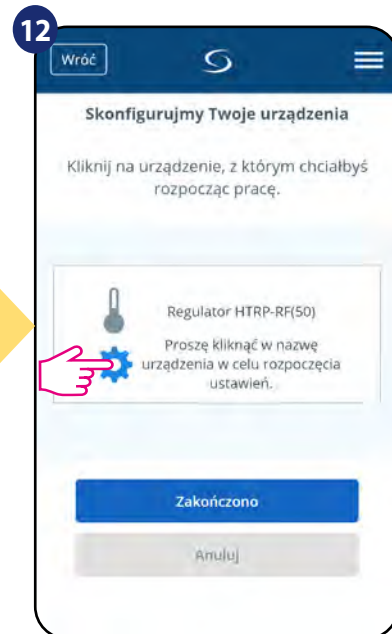 12
Wróć
Skonfigurujmy Twoje urządzenia
Kliknij na urządzenie, z którym chciałbyś
rozpocząc pracę.
Regulator HTRP-RF(50)
Proszę kliknąć w nazwę
urządzenia w celu rozpoczęcia
ustawień.
Zakończono
Anuluj